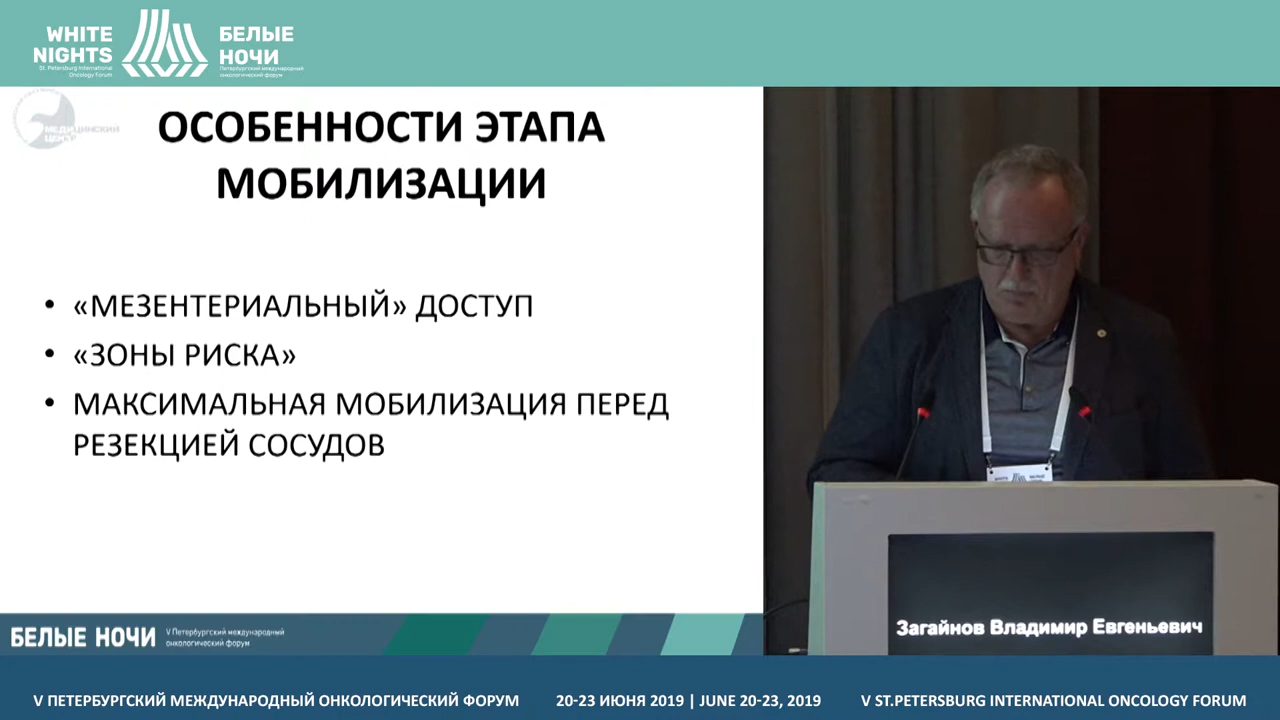 WHITE
NIGHTS
St. Petersburg International
Oncology Forum
БЕЛЫЕ
НОЧИ
Петербургский международный
онкологический форум
МЕДИЦИНСКИЙ
ЦЕНТР
ОСОБЕННОСТИ ЭТАПА
МОБИЛИЗАЦИИ
• «МЕЗЕНТЕРИАЛЬНЫЙ» ДОСТУП
• «ЗОНЫ РИСКА»
• МАКСИМАЛЬНАЯ МОБИЛИЗАЦИЯ ПЕРЕД
РЕЗЕКЦИЕЙ СОСУДОВ
Загайнов Владимир Евгеньевич
БЕЛЫЕ НОЧИ
V Петербургский международный
онкологический форум
V ПЕТЕРБУРГСКИЙ МЕЖДУНАРОДНЫЙ ОНКОЛОГИЧЕСКИЙ ФОРУМ
20-23 ИЮНЯ 2019 | JUNE 20-23, 2019
V ST.PETERSBURG INTERNATIONAL ONCOLOGY FORUM